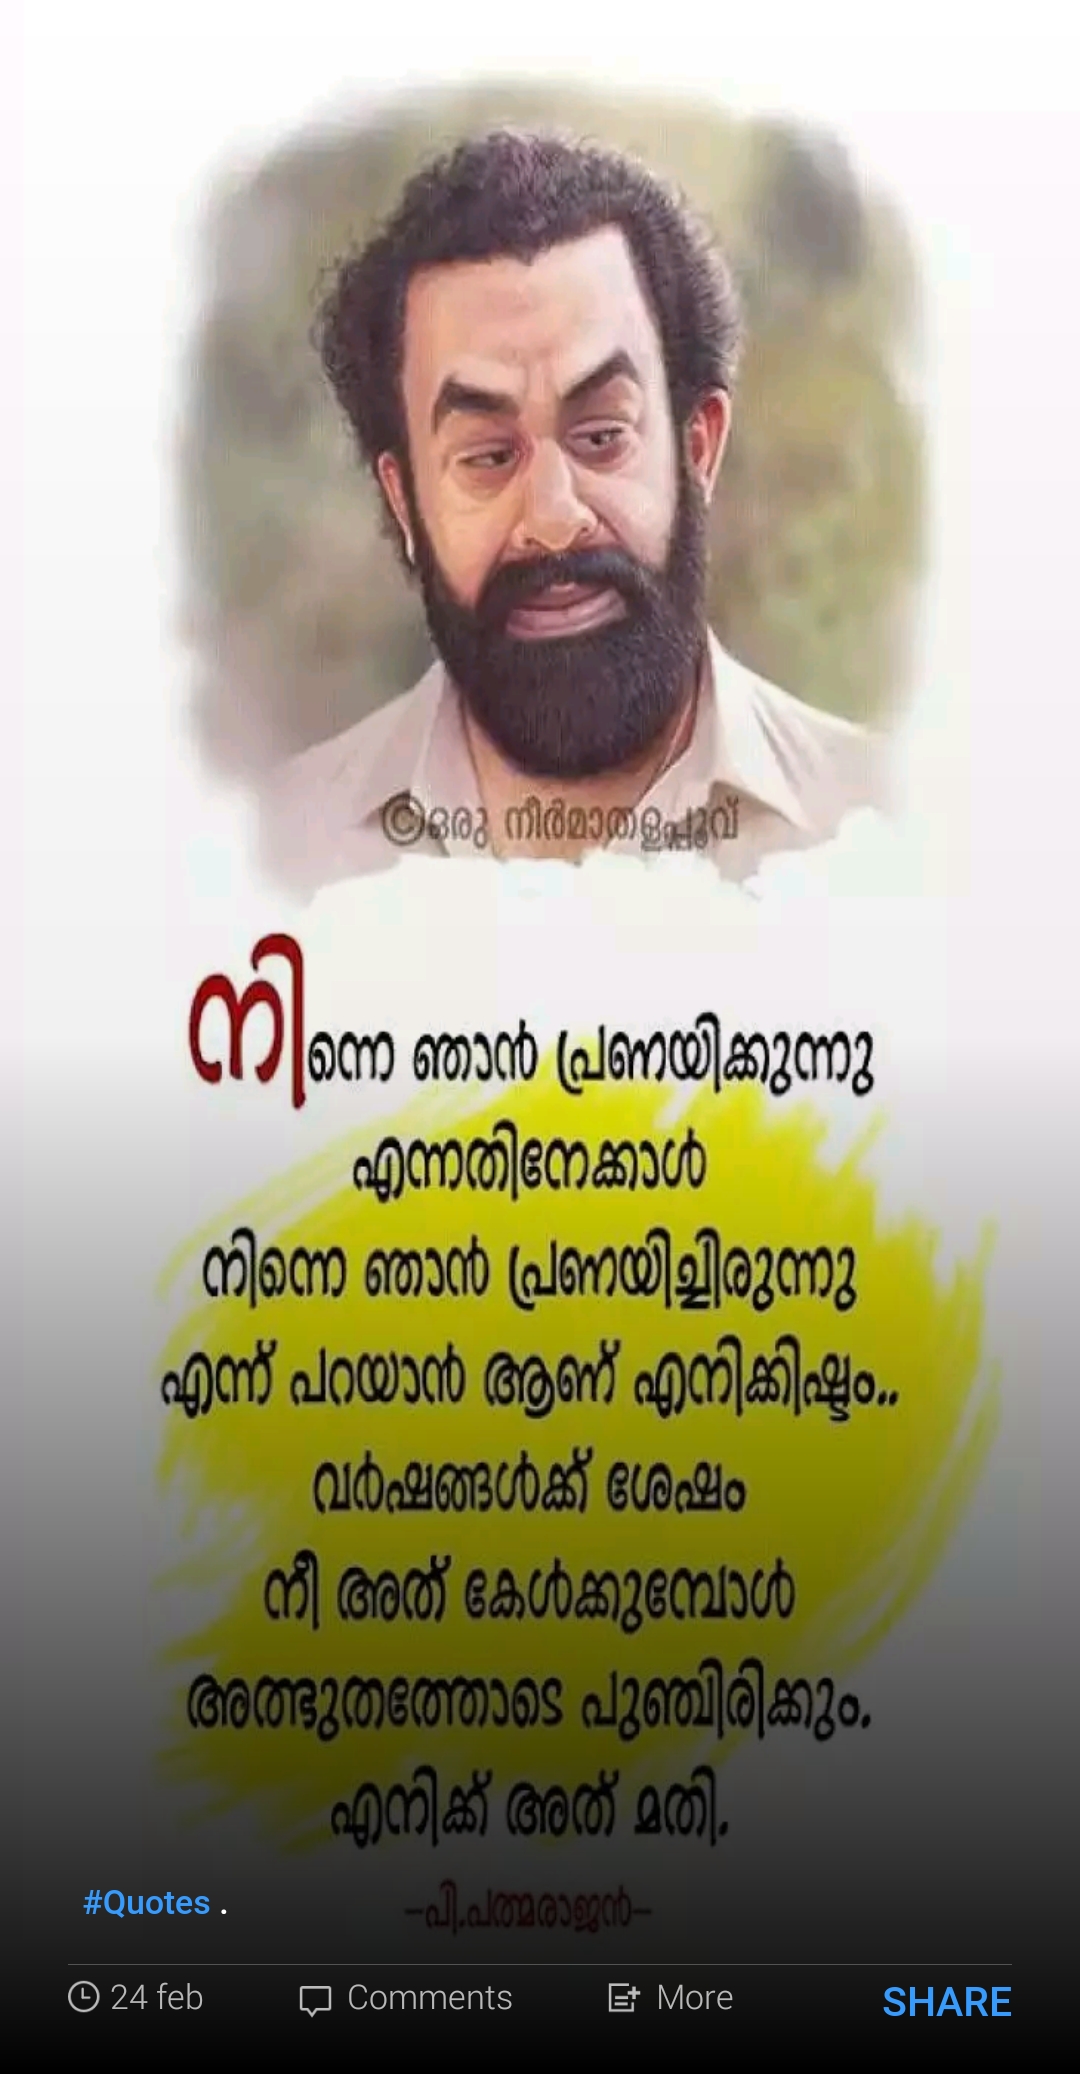 ©ഒരു നീർമാതളപ്പൂവ്
നിന്നെ ഞാൻ പ്രണയിക്കുന്നു
എന്നതിനേക്കാൾ
നിന്നെ ഞാൻ പ്രണയിച്ചിരുന്നു
എന്ന് പറയാൻ ആണ് എനിക്കിഷ്ടം..
വർഷങ്ങൾക്ക് ശേഷം
നീ അത് കേൾക്കുമ്പോൾ
അത്ഭുതത്തോടെ പുഞ്ചിരിക്കും.
എനിക്ക് അത് മതി.
–പി.പത്മരാജൻ–
#Quotes .
24 feb Comments More SHARE